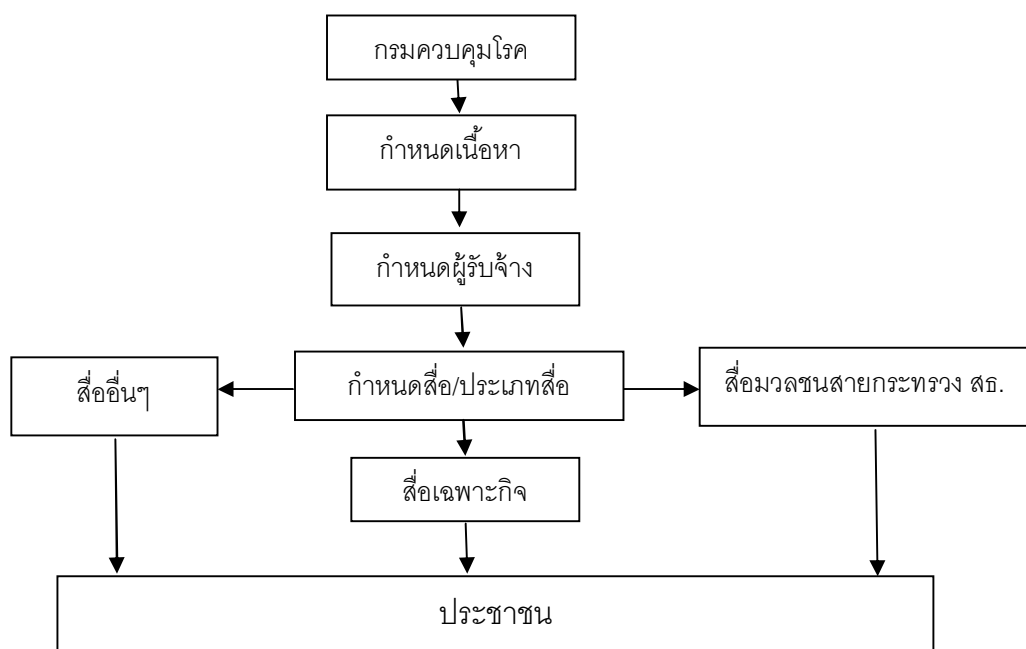 กรมควบคุมโรค
กำหนดเนื้อหา
กำหนดผู้รับจ้าง
สื่ออื่นๆ
กำหนดสื่อ/ประเภทสื่อ
สื่อมวลชนสายกระทรวง สธ.
สื่อเฉพาะกิจ
ประชาชน